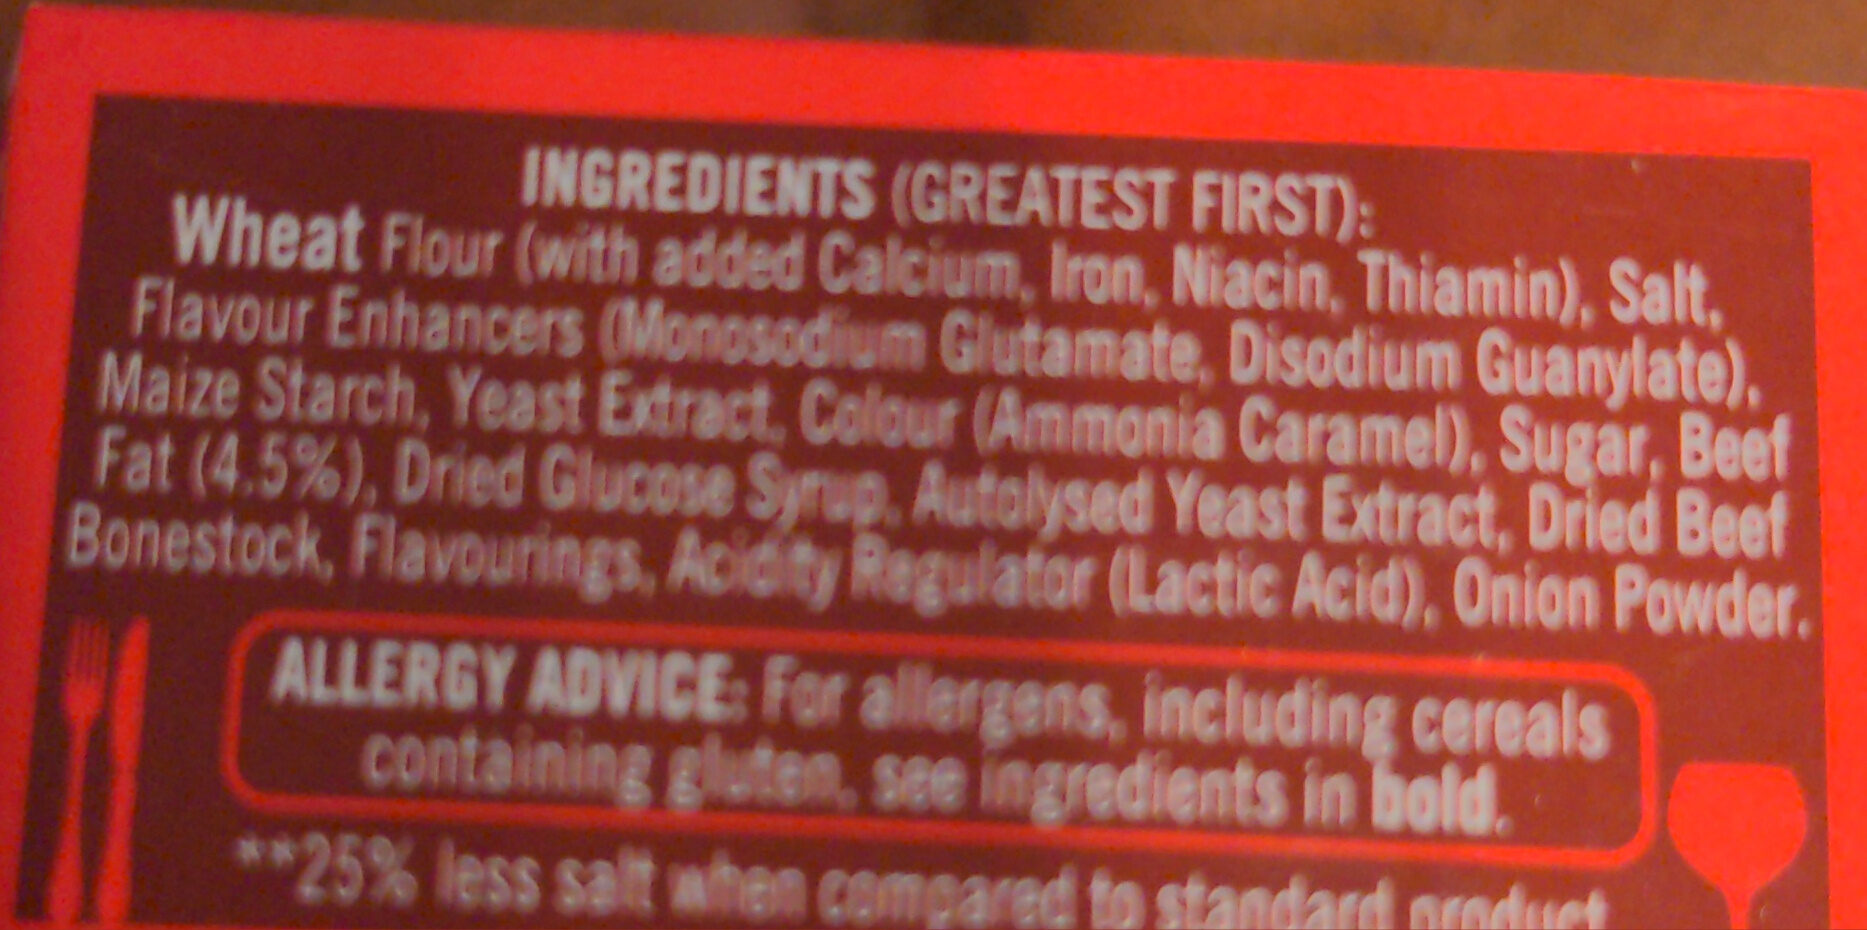 INGREDIENTS (GREATEST FIRST):
Wheat Flour (with added Calcium, Iron, Niacin, Thiamin), Salt,
Flavour Enhancers (Monosodium Glutamate, Disodium Guanylate),
Maize Starch, Yeast Extract, Colour (Ammonia Caramel), Sugar, Beef
Fat (4.5%), Dried Glucose Syrup, Autolysed Yeast Extract, Dried Beef
Bonestock, Flavourings, Acidity Regulator (Lactic Acid), Onion Powder.
ALLERGY ADVICE: For allergens, including cereals
containing gluten, see ingredients in bold.
**25% less salt when compared to standard product